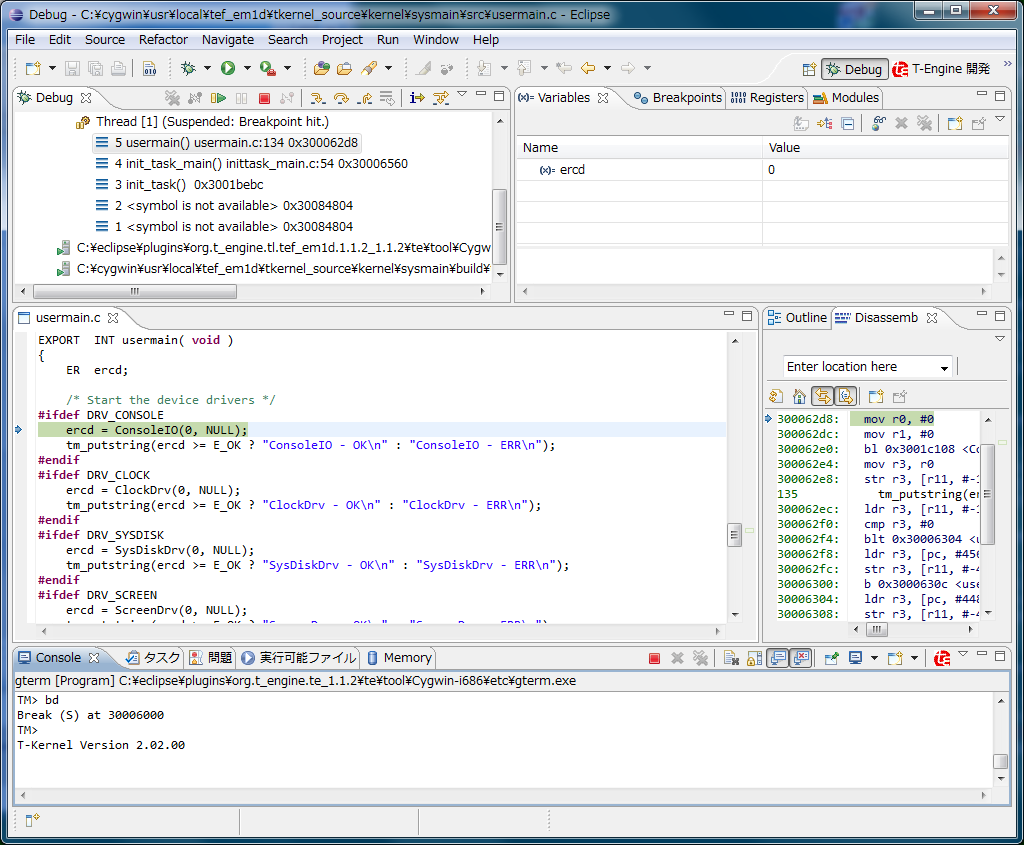 Debug - C:¥cygwin¥usr¥local¥tef_em1d¥tkernel_source¥kernel¥sysmain¥src¥usermain.c - Eclipse
File Edit Source Refactor Navigate Search Project Run Window Help
Debug T-Engine 開発
Debug
Thread [1] (Suspended: Breakpoint hit.)
5 usermain() usermain.c:134 0x300062d8
4 init_task_main() inittask_main.c:54 0x30006560
3 init_task() 0x3001bebc
2 <symbol is not available> 0x30084804
1 <symbol is not available> 0x30084804
C:¥eclipse¥plugins¥org.t_engine.tl.tef_em1d.1.1.2_1.1.2¥te¥tool¥Cygw
C:¥cygwin¥usr¥local¥tef_em1d¥tkernel_source¥kernel¥sysmain¥build¥
(x)= Variables Breakpoints Registers Modules
Name Value
(x)= ercd 0
usermain.c
EXPORT INT usermain( void )
{
ER ercd;
/* Start the device drivers */
#ifdef DRV_CONSOLE
ercd = ConsoleIO(0, NULL);
tm_putstring(ercd >= E_OK ? "ConsoleIO - OK\n" : "ConsoleIO - ERR\n");
#endif
#ifdef DRV_CLOCK
ercd = ClockDrv(0, NULL);
tm_putstring(ercd >= E_OK ? "ClockDrv - OK\n" : "ClockDrv - ERR\n");
#endif
#ifdef DRV_SYSDISK
ercd = SysDiskDrv(0, NULL);
tm_putstring(ercd >= E_OK ? "SysDiskDrv - OK\n" : "SysDiskDrv - ERR\n");
#endif
#ifdef DRV_SCREEN
ercd = ScreenDrv(0, NULL);
Outline Disassemb
Enter location here
300062d8: mov r0, #0
300062dc: mov r1, #0
300062e0: bl 0x3001c108 <Co
300062e4: mov r3, r0
300062e8: str r3, [r11, #-1
135 tm_putstring(er
300062ec: ldr r3, [r11, #-1
300062f0: cmp r3, #0
300062f4: blt 0x30006304 <u
300062f8: ldr r3, [pc, #456
300062fc: str r3, [r11, #-4
30006300: b 0x3000630c <use
30006304: ldr r3, [pc, #448
30006308: str r3, [r11, #-4
Console タスク 問題 実行可能ファイル Memory
gterm [Program] C:¥eclipse¥plugins¥org.t_engine.te_1.1.2¥te¥tool¥Cygwin-i686¥etc¥gterm.exe
TM> bd
Break (S) at 30006000
TM>
T-Kernel Version 2.02.00